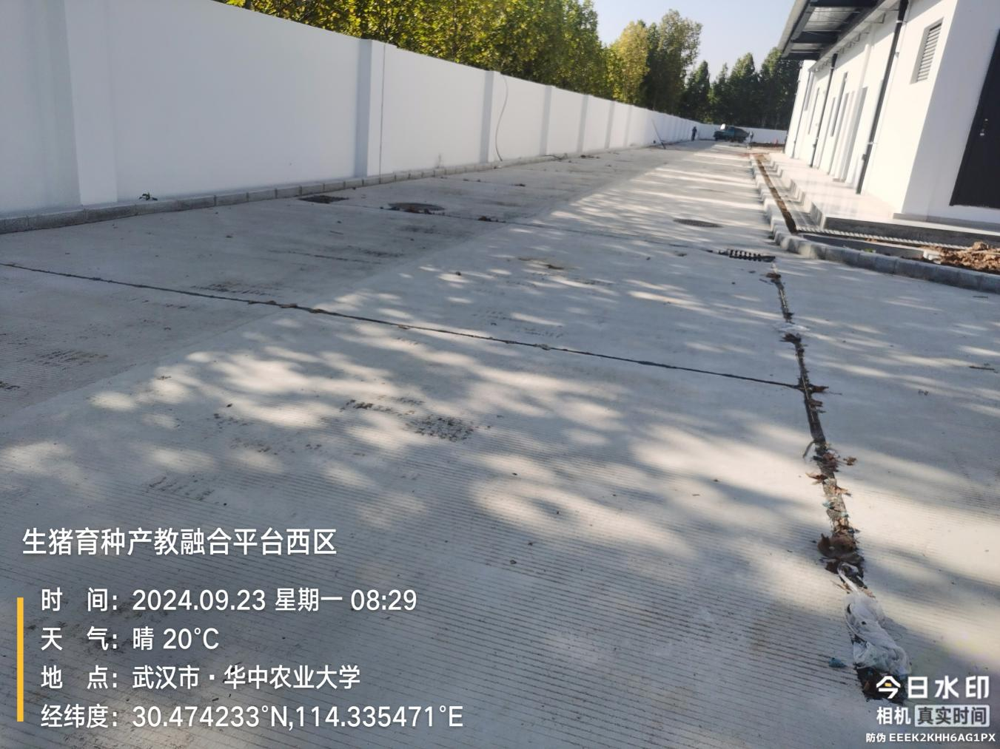 生猪育种产教融合平台西区
时 间：2024.09.23 星期一 08:29
天 气：晴 20°C
地 点：武汉市·华中农业大学
经纬度：30.474233°N,114.335471°E
今日水印
相机 真实时间
防伪 EEEK2KHH6AG1PX